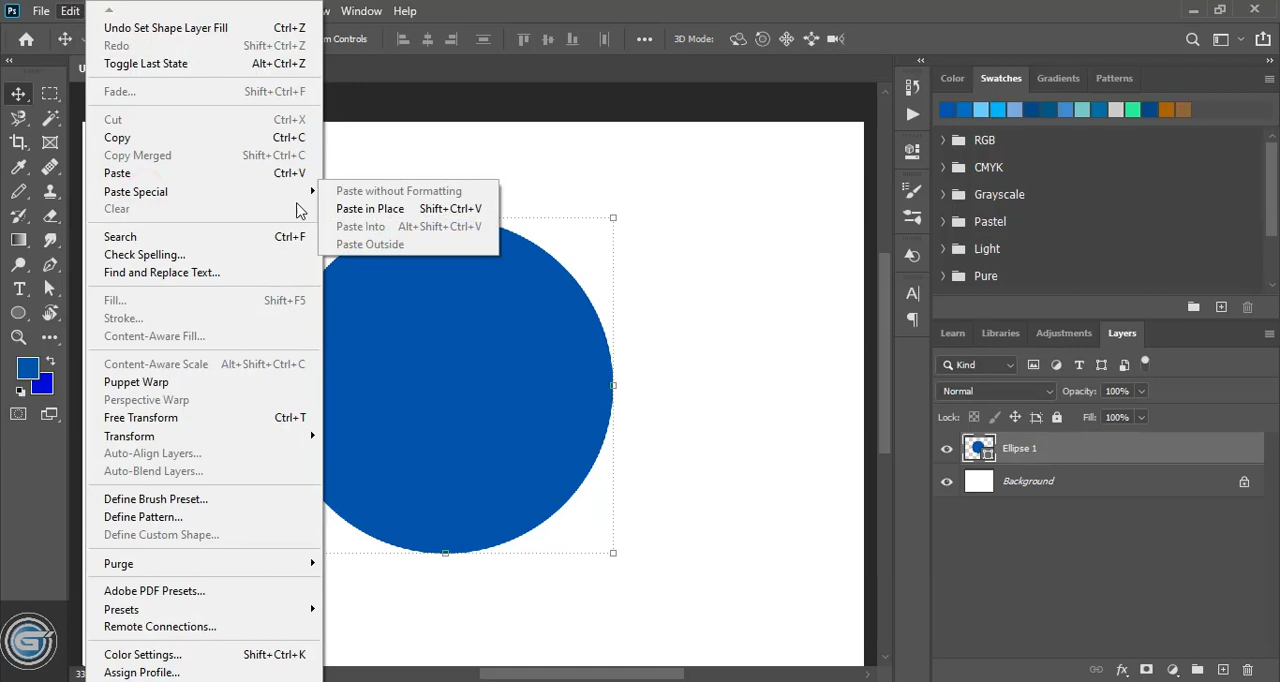 Ps File Edit Window Help
Undo Set Shape Layer Fill Ctrl+Z
Redo Shift+Ctrl+Z
Toggle Last State Alt+Ctrl+Z
Fade... Shift+Ctrl+F
Cut Ctrl+X
Copy Ctrl+C
Copy Merged Shift+Ctrl+C
Paste Ctrl+V
Paste Special
Clear
Search Ctrl+F
Check Spelling...
Find and Replace Text...
Fill... Shift+F5
Stroke...
Content-Aware Fill...
Content-Aware Scale Alt+Shift+Ctrl+C
Puppet Warp
Perspective Warp
Free Transform Ctrl+T
Transform
Auto-Align Layers...
Auto-Blend Layers...
Define Brush Preset...
Define Pattern...
Define Custom Shape...
Purge
Adobe PDF Presets...
Presets
Remote Connections...
Color Settings... Shift+Ctrl+K
Assign Profile...
Paste without Formatting
Paste in Place Shift+Ctrl+V
Paste Into Alt+Shift+Ctrl+V
Paste Outside
m Controls
3D Mode:
Color Swatches Gradients Patterns
RGB
CMYK
Grayscale
Pastel
Light
Pure
Learn Libraries Adjustments Layers
Kind
Normal Opacity: 100%
Lock: Fill: 100%
Ellipse 1
Background